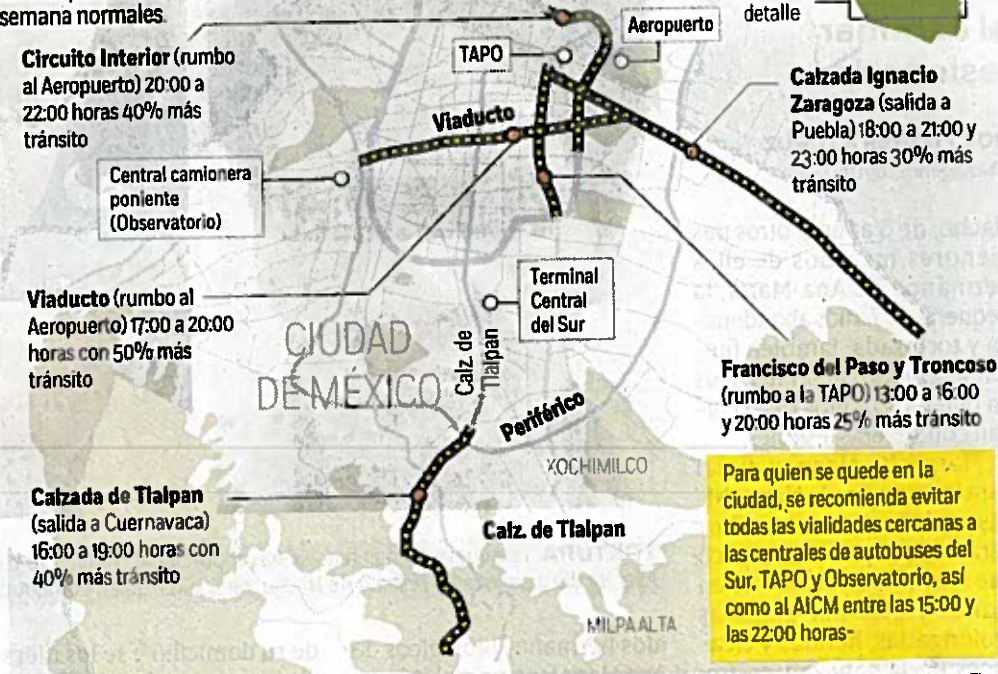 semana normales.
detalle
Circuito Interior (rumbo
al Aeropuerto) 20:00 a
22:00 horas 40% más
tránsito
TAPO
Aeropuerto
Calzada Ignacio
Zaragoza (salida a
Puebla) 18:00 a 21:00 y
23:00 horas 30% más
tránsito
Viaducto
Central camionera
poniente
(Observatorio)
Viaducto (rumbo al
Aeropuerto) 17:00 a 20:00
horas con 50% más
tránsito
Terminal
Central
del Sur
CIUDAD
DE MÉXICO
Calz. de
Tlalpan
Periférico
Francisco del Paso y Troncoso
(rumbo a la TAPO) 13:00 a 16:00
y 20:00 horas 25% más tránsito
XOCHIMILCO
Calzada de Tlalpan
(salida a Cuernavaca)
16:00 a 19:00 horas con
40% más tránsito
Calz. de Tlalpan
MILPA ALTA
Para quien se quede en la
ciudad, se recomienda evitar
todas las vialidades cercanas a
las centrales de autobuses del
Sur, TAPO y Observatorio, así
como al AICM entre las 15:00 y
las 22:00 horas-